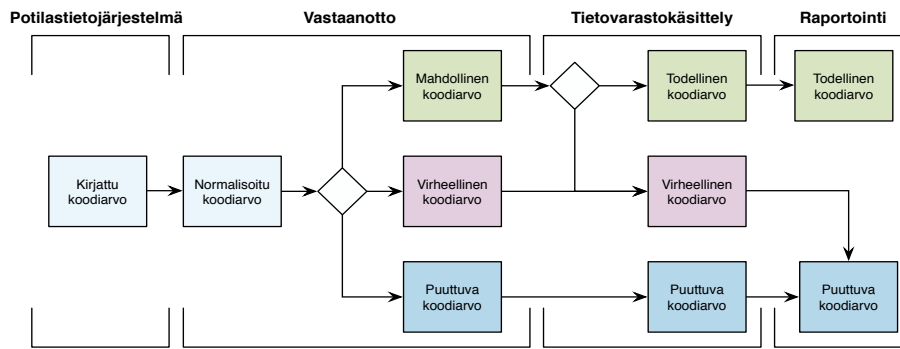 Potilastietojärjestelmä
Vastaanotto
Tietovarastokäsittely
Raportointi
Mahdollinen
koodiarvo
Todellinen
koodiarvo
Todellinen
koodiarvo
Kirjattu
koodiarvo
Normalisoitu
koodiarvo
Virheellinen
koodiarvo
Virheellinen
koodiarvo
Puuttuva
koodiarvo
Puuttuva
koodiarvo
Puuttuva
koodiarvo